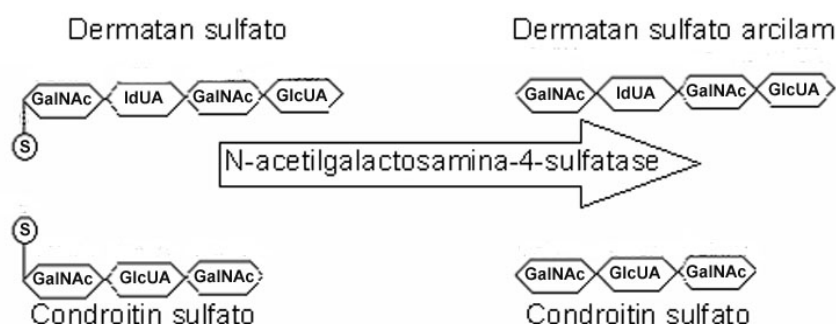 Dermatan sulfato
Dermatan sulfato arcilam
GalNAc IdUA GalNAc GlcUA
GalNAc IdUA GalNAc GlcUA
S
N-acetilgalactosamina-4-sulfatase
S
GalNAc GlcUA GalNAc
GalNAc GlcUA GalNAc
Condroitin sulfato
Condroitin sulfato